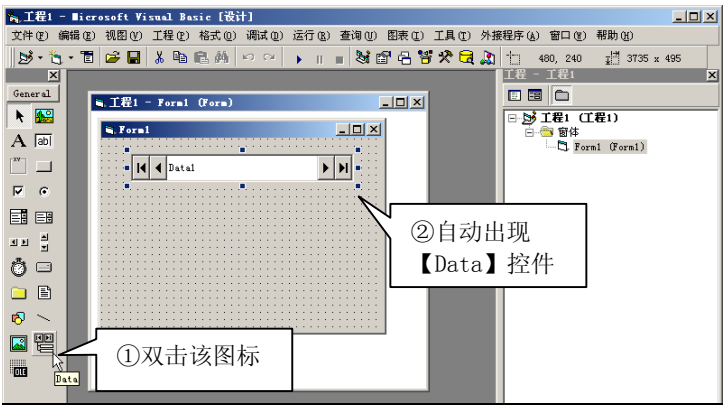 工程1 - Microsoft Visual Basic [设计]
文件(F) 编辑(E) 视图(V) 工程(P) 格式(O) 调试(D) 运行(R) 查询(U) 图表(I) 工具(T) 外接程序(A) 窗口(W) 帮助(H)
480, 240 3735 x 495
工程 - 工程1
General
工程1 - Form1 (Form)
Form1
Data1
工程1 (工程1)
窗体
Form1 (Form1)
A ab|
xv
②自动出现
【Data】控件
①双击该图标
OLE
Data